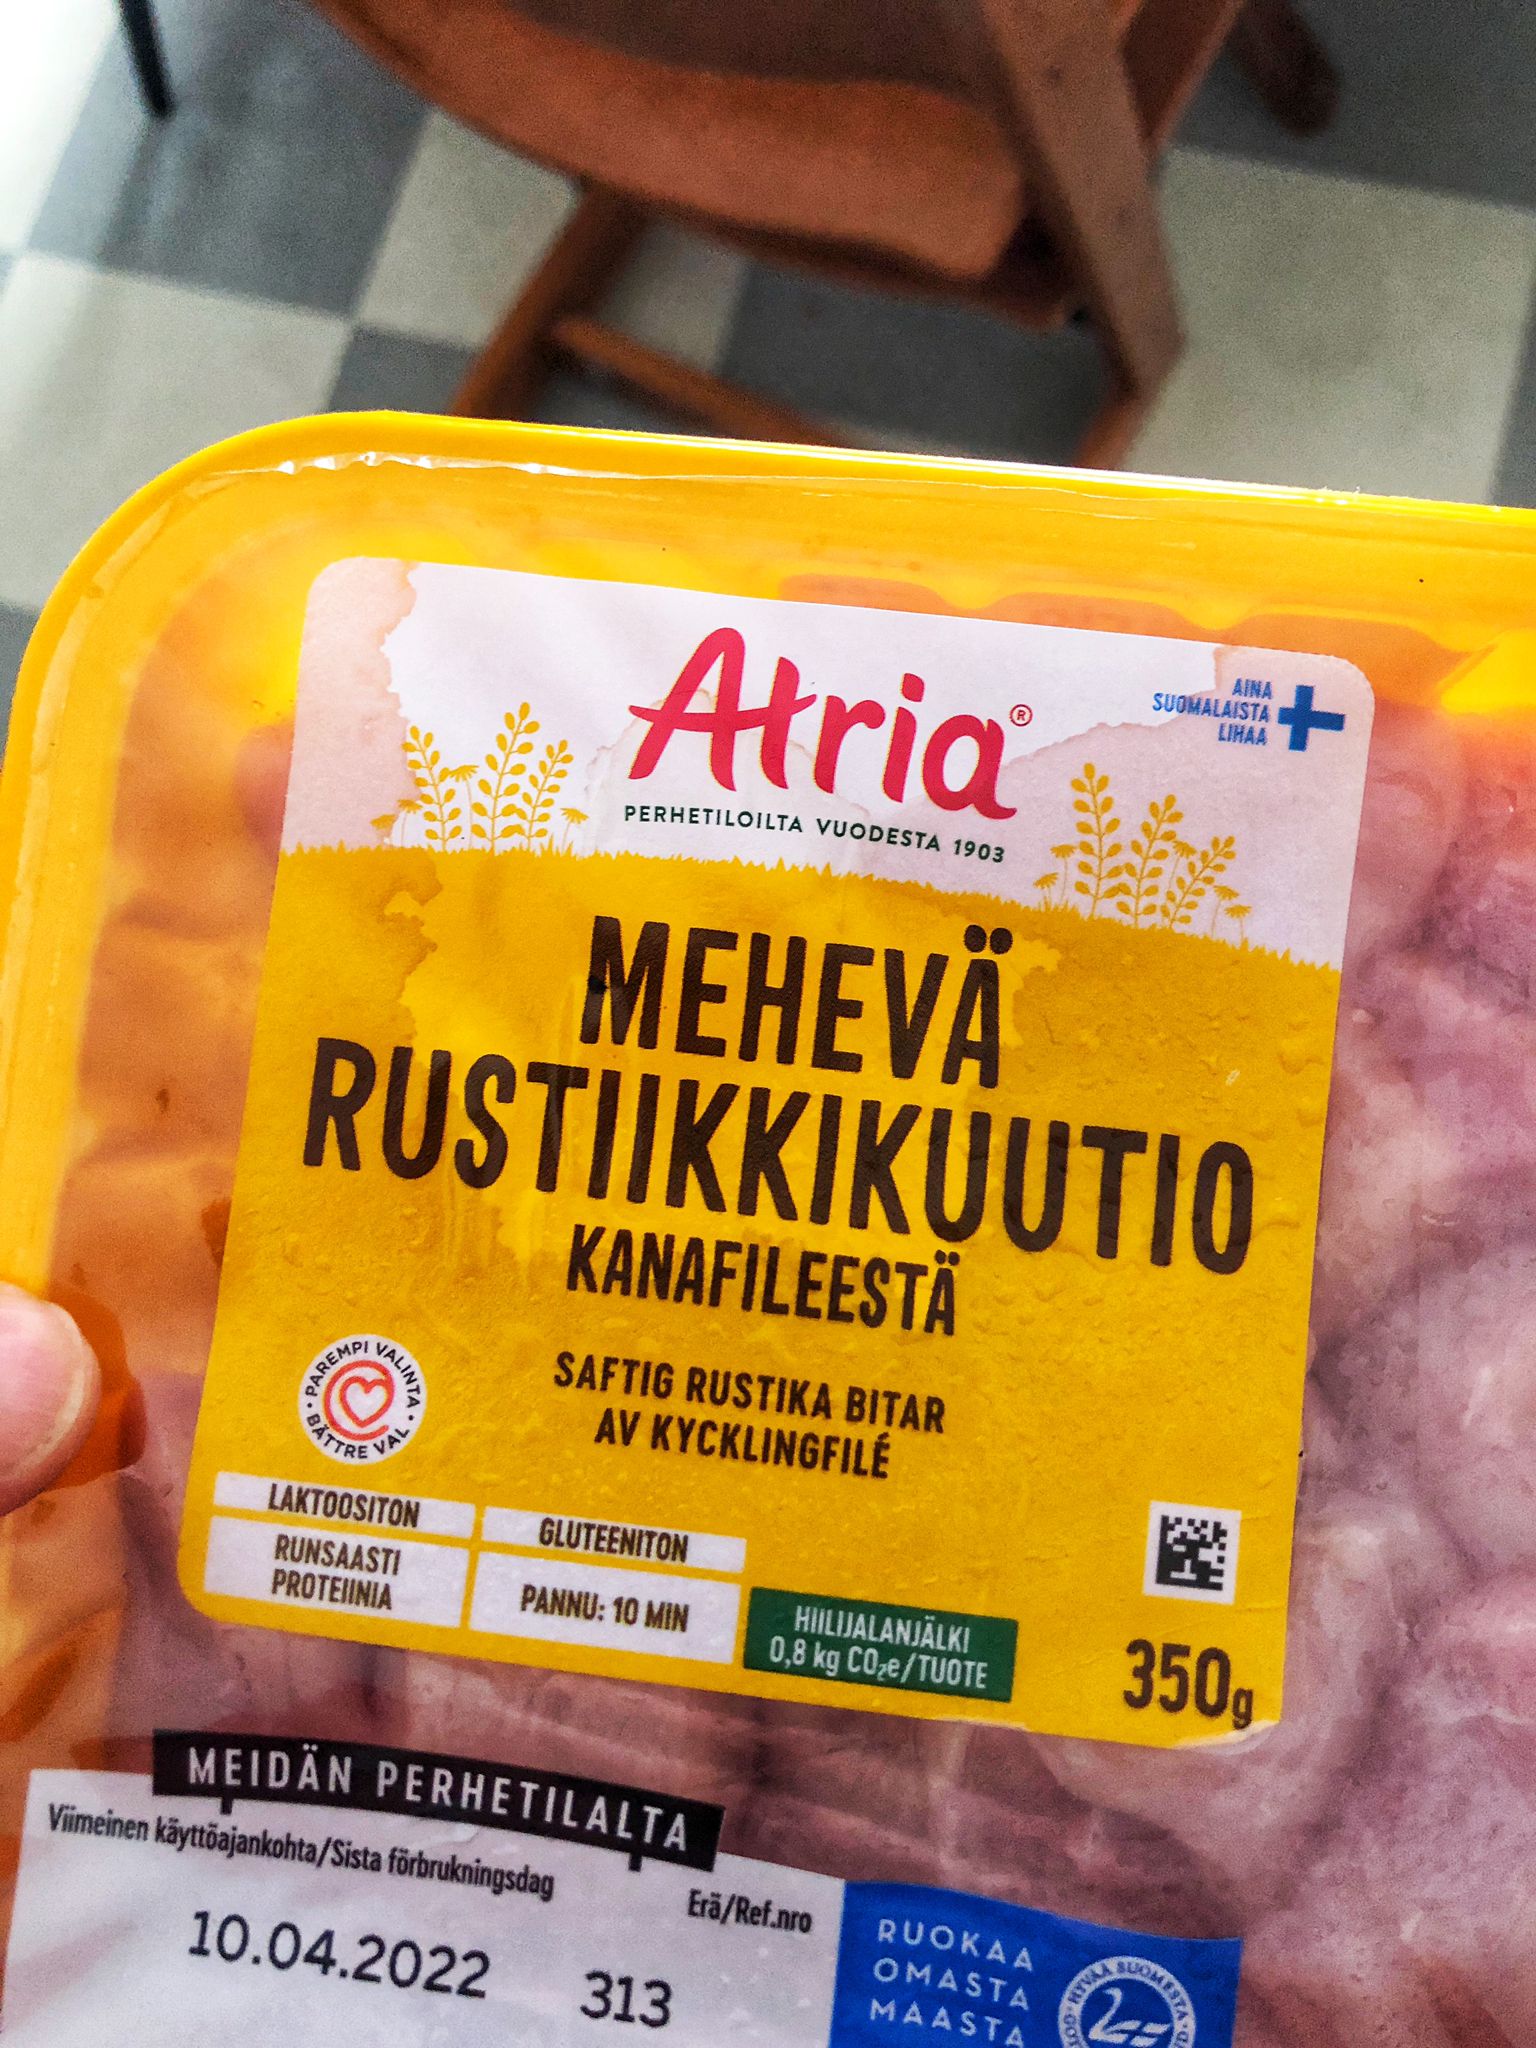 Atria®
PERHETILOILTA VUODESTA 1903
AINA
SUOMALAISTA
LIHAA
MEHEVÄ
RUSTIIKKIKUUTIO
KANAFILEESTÄ
SAFTIG RUSTIKA BITAR
AV KYCKLINGFILÉ
PAREMPI VALINTA
BÄTTRE VAL
LAKTOOSITON
GLUTEENITON
RUNSAASTI
PROTEIINIA
PANNU: 10 MIN
HIILIJALANJÄLKI
0,8 kg CO₂e/TUOTE
350g
MEIDÄN PERHETILALTA
Viimeinen käyttöajankohta/Sista förbrukningsdag
Erä/Ref.nro
10.04.2022
313
RUOKAA
OMASTA
MAASTA
HYVÄÄ SUOMESTA